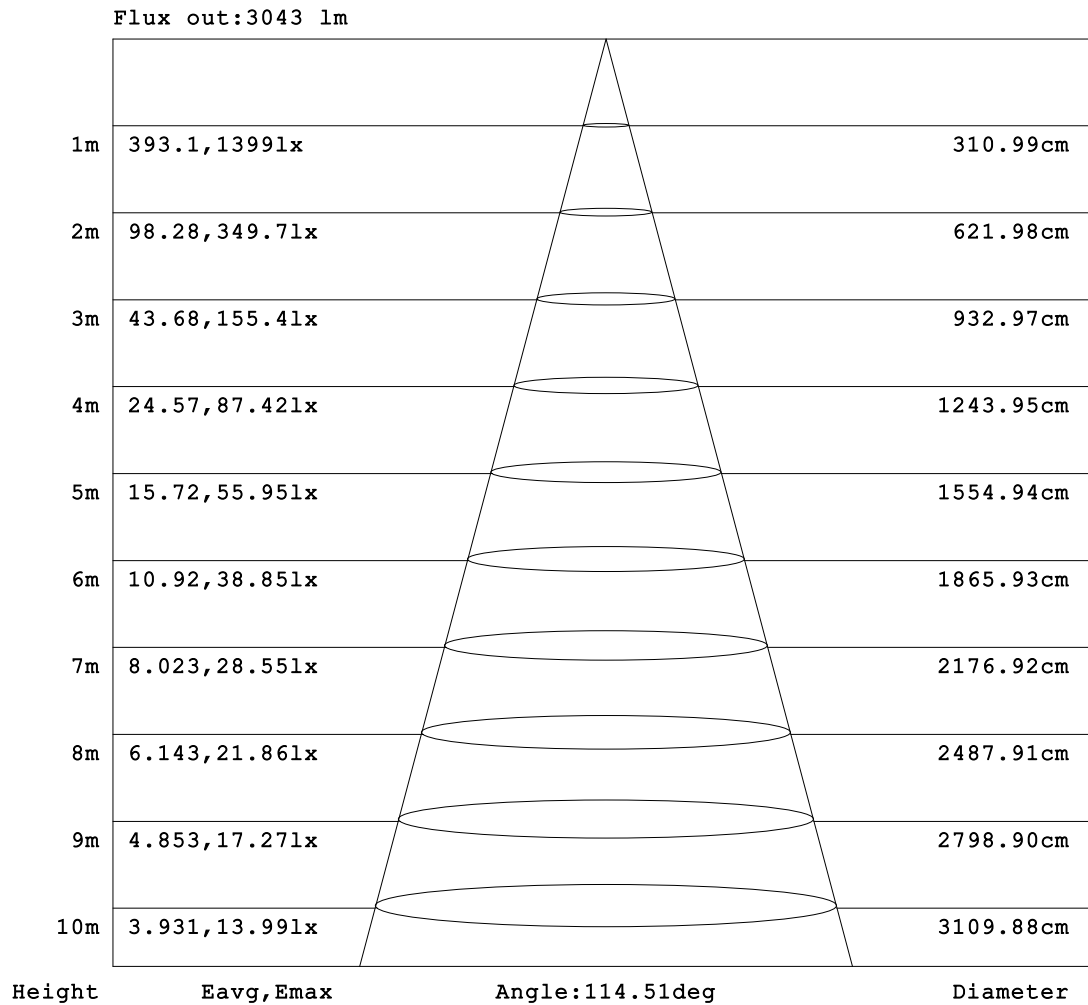 Flux out:3043 lm
1m 393.1,1399lx 310.99cm
2m 98.28,349.7lx 621.98cm
3m 43.68,155.4lx 932.97cm
4m 24.57,87.42lx 1243.95cm
5m 15.72,55.95lx 1554.94cm
6m 10.92,38.85lx 1865.93cm
7m 8.023,28.55lx 2176.92cm
8m 6.143,21.86lx 2487.91cm
9m 4.853,17.27lx 2798.90cm
10m 3.931,13.99lx 3109.88cm
Height Eavg,Emax Angle:114.51deg Diameter